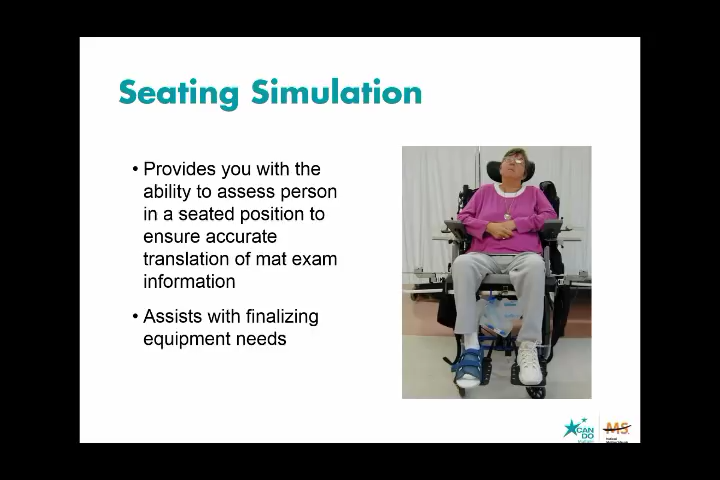 Seating Simulation
• Provides you with the
ability to assess person
in a seated position to
ensure accurate
translation of mat exam
information
• Assists with finalizing
equipment needs
CAN
DO
MS